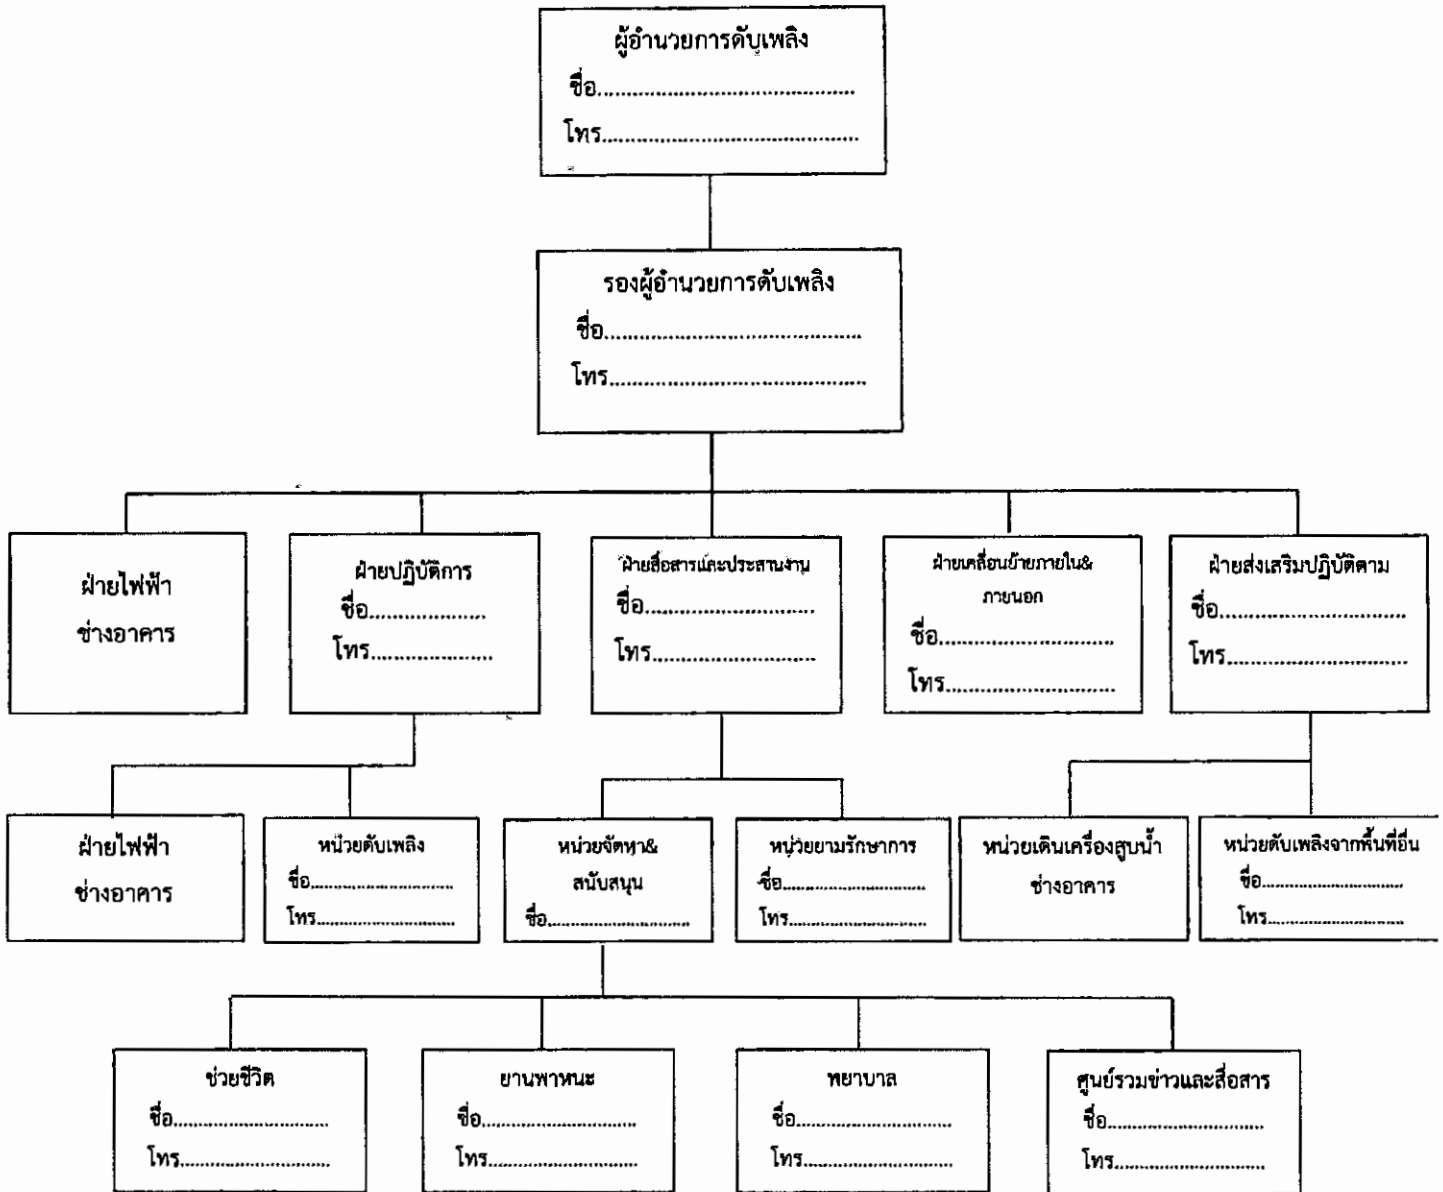 ผู้อำนวยการดับเพลิง
ชื่อ............................................
โทร............................................
รองผู้อำนวยการดับเพลิง
ชื่อ............................................
โทร............................................
ฝ่ายไฟฟ้า
ช่างอาคาร
ฝ่ายปฏิบัติการ
ชื่อ....................
โทร.....................
ฝ่ายสื่อสารและประสานงาน
ชื่อ.............................
โทร............................
ฝ่ายเคลื่อนย้ายภายใน&
ภายนอก
ชื่อ..............................
โทร.............................
ฝ่ายส่งเสริมปฏิบัติตาม
ชื่อ................................
โทร...............................
ฝ่ายไฟฟ้า
ช่างอาคาร
หน่วยดับเพลิง
ชื่อ..............................
โทร.............................
หน่วยจัดหา&
สนับสนุน
ชื่อ.............................
หน่วยยามรักษาการ
ชื่อ..............................
โทร.............................
หน่วยเดินเครื่องสูบน้ำ
ช่างอาคาร
หน่วยดับเพลิงจากพื้นที่อื่น
ชื่อ..............................
โทร.............................
ช่วยชีวิต
ชื่อ..............................
โทร.............................
ยานพาหนะ
ชื่อ..............................
โทร.............................
พยาบาล
ชื่อ..............................
โทร.............................
ศูนย์รวมข่าวและสื่อสาร
ชื่อ..............................
โทร.............................